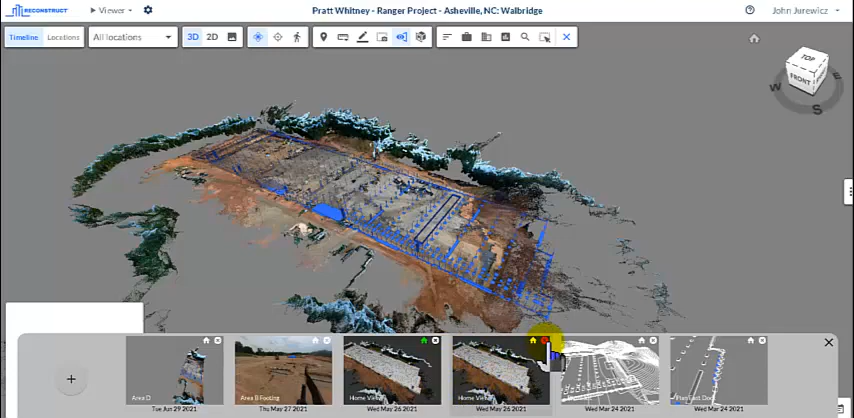 RECONSTRUCT
Viewer
Pratt Whitney - Ranger Project - Asheville, NC: Walbridge
John Jurewicz
Timeline
Locations
All locations
3D
2D
TOP
FRONT
W
S
E
Area D
Area B Footing
Home View
Home View
Tue Jun 29 2021
Thu May 27 2021
Wed May 26 2021
Wed May 26 2021
Wed Mar 24 2021
Wed Mar 24 2021